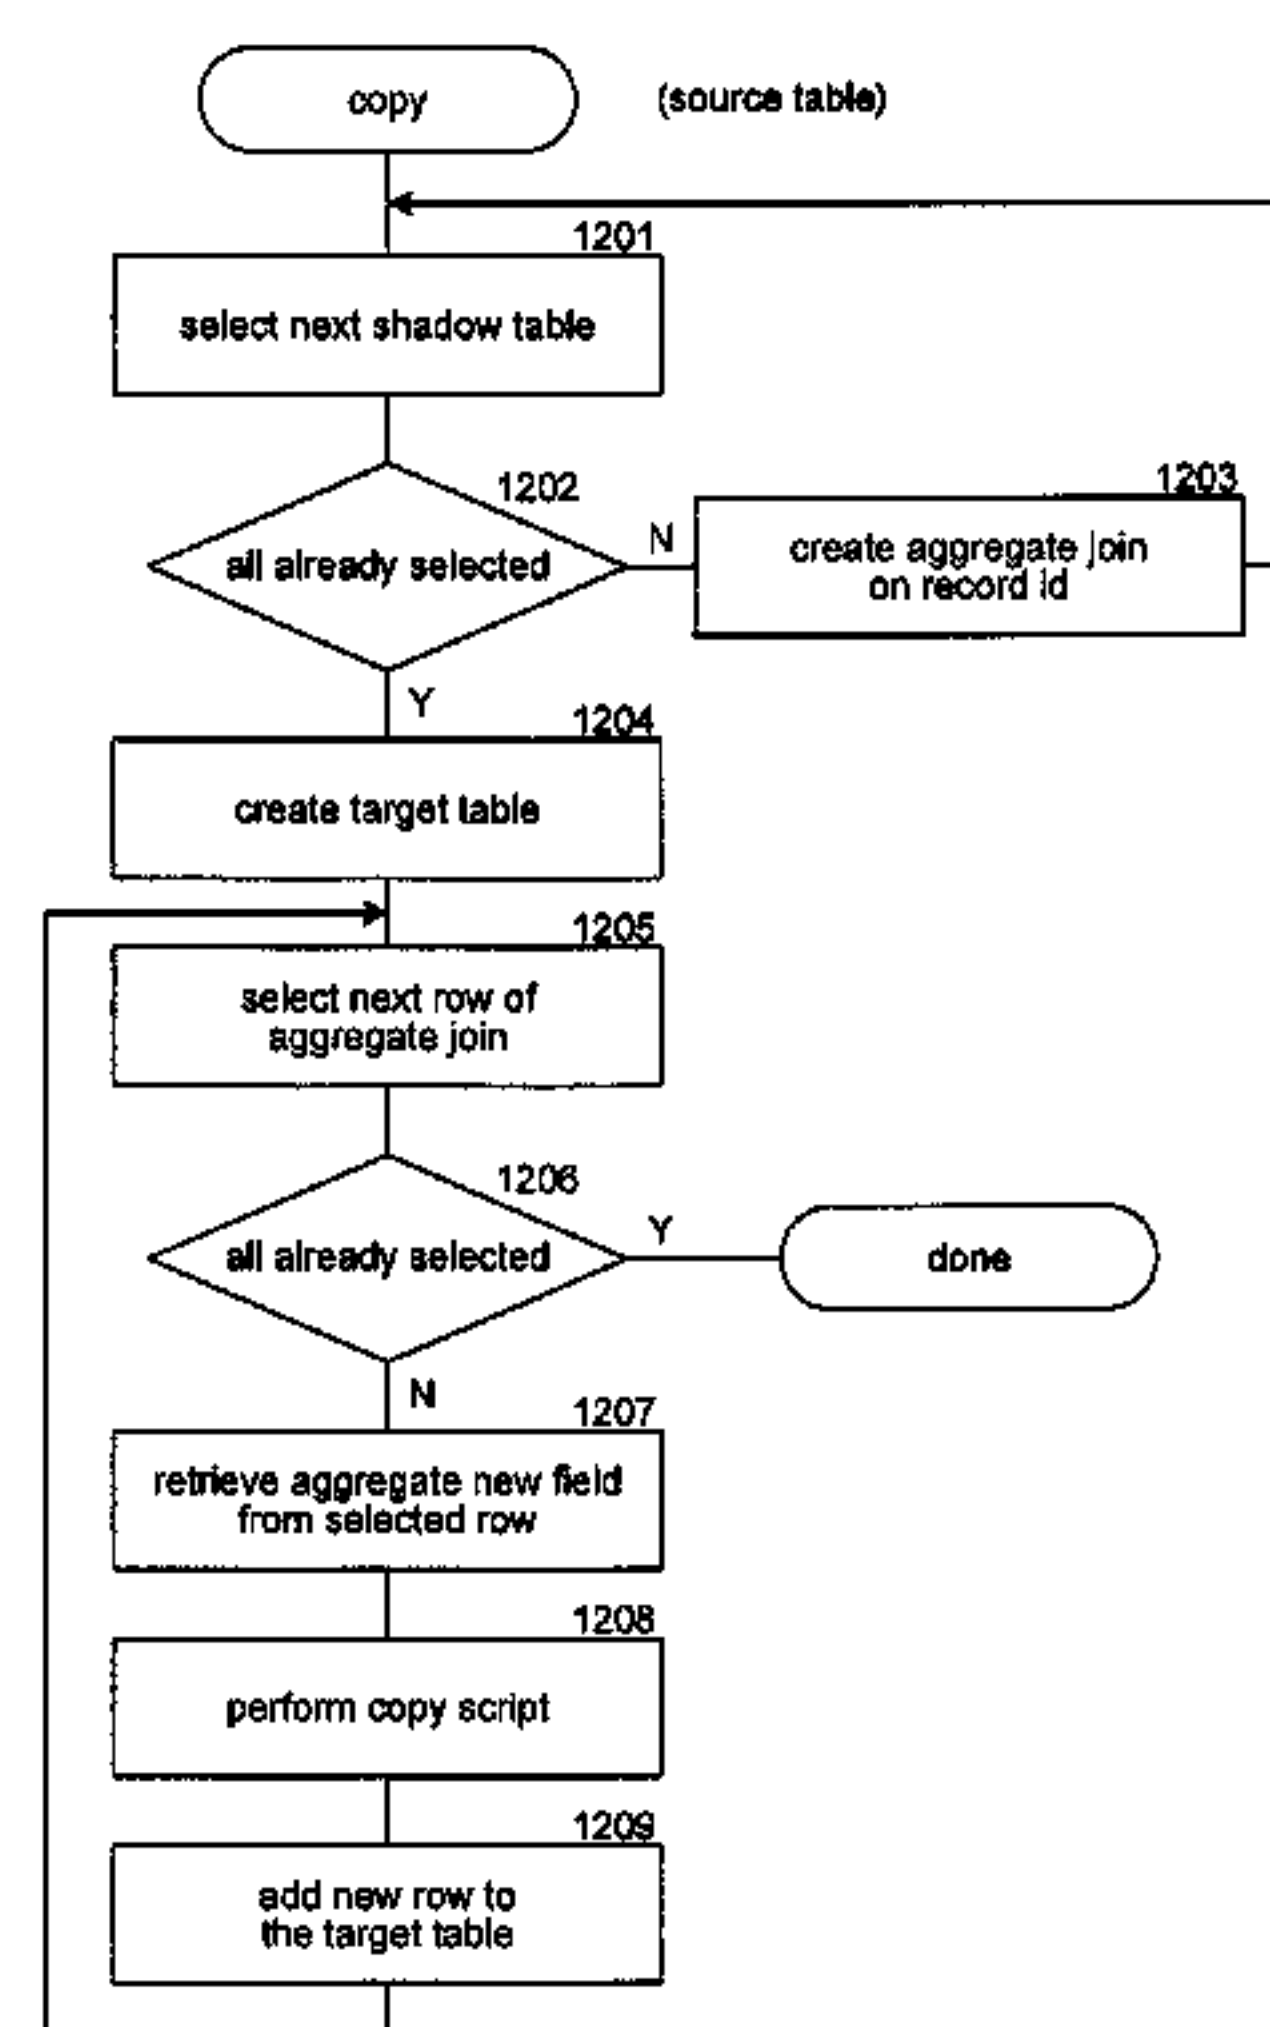 copy
(source table)
1201
select next shadow table
1202
all already selected
N
1203
create aggregate join
on record id
Y
1204
create target table
1205
select next row of
aggregate join
1206
all already selected
Y
done
N
1207
retrieve aggregate new field
from selected row
1208
perform copy script
1209
add new row to
the target table